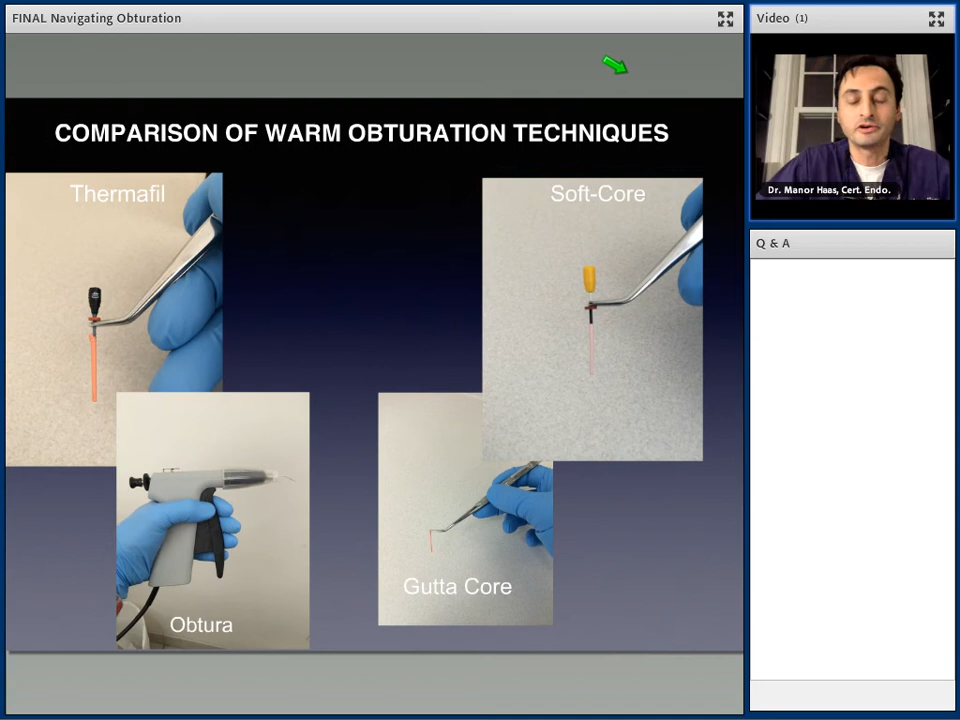 FINAL Navigating Obturation
COMPARISON OF WARM OBTURATION TECHNIQUES
Thermafil
Soft-Core
Obtura
Gutta Core
Video (1)
Dr. Manor Haas, Cert. Endo.
Q & A